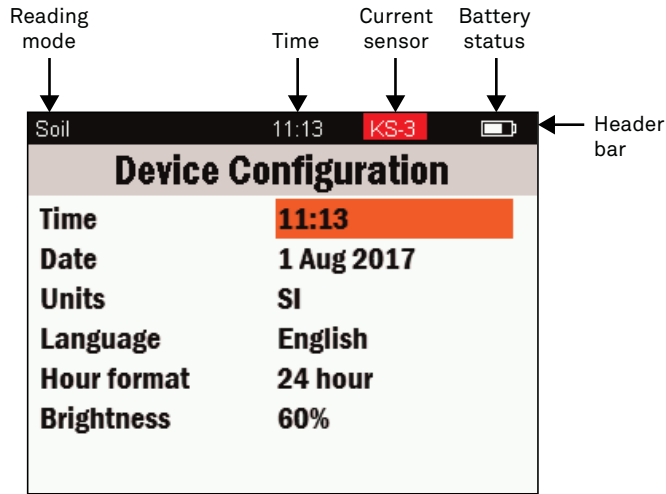 Reading
mode
Time
Current
sensor
Battery
status
Soil 11:13 KS-3
Header
bar
Device Configuration
Time 11:13
Date 1 Aug 2017
Units SI
Language English
Hour format 24 hour
Brightness 60%